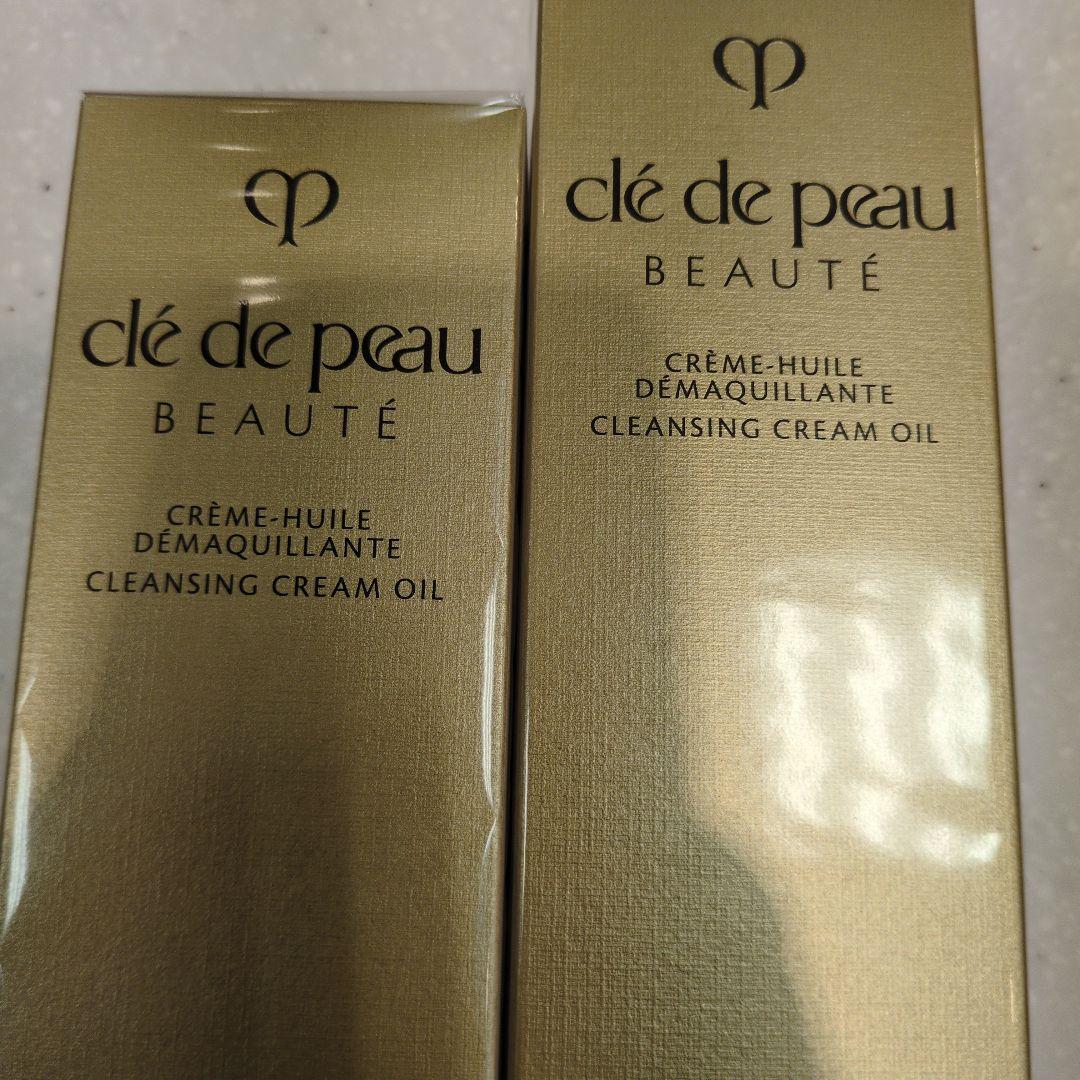 clé de peau
BEAUTÉ
CRÈME-HUILE
DÉMAQUILLANTE
CLEANSING CREAM OIL
clé de peau
BEAUTÉ
CRÈME-HUILE
DÉMAQUILLANTE
CLEANSING CREAM OIL